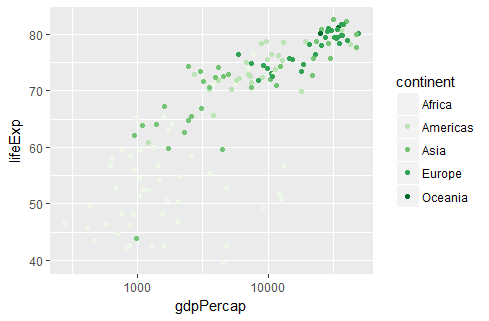 80
70
60
50
40
lifeExp
1000
10000
gdpPercap
continent
Africa
Americas
Asia
Europe
Oceania